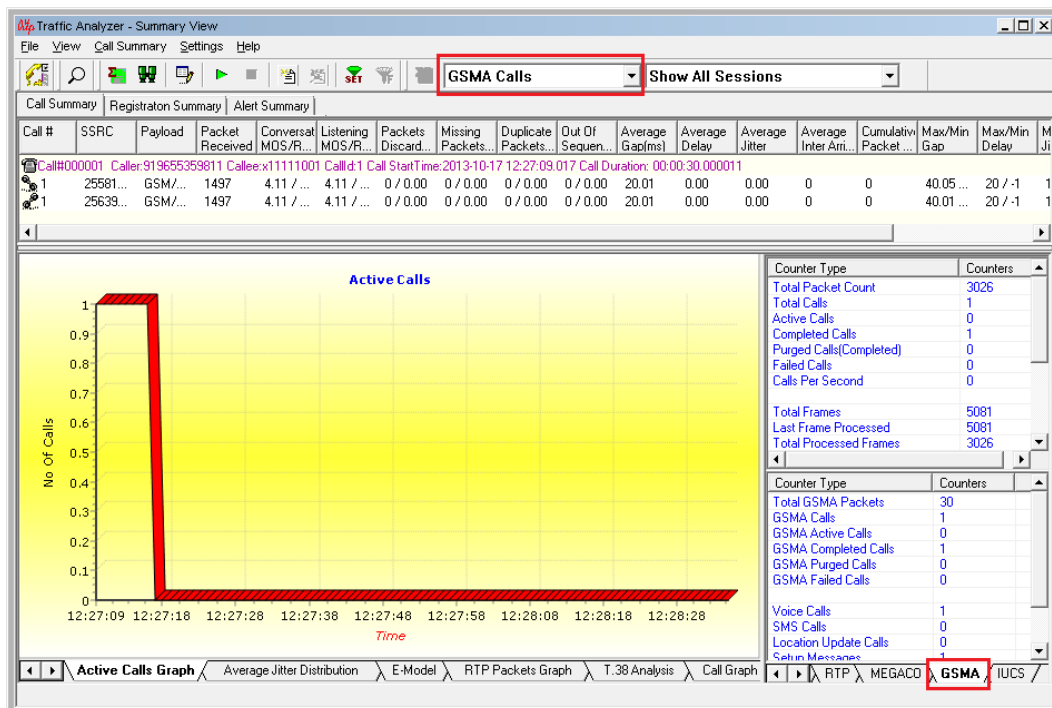 Traffic Analyzer - Summary View
File View Call Summary Settings Help
SET GSMA Calls Show All Sessions
Call Summary Registraton Summary Alert Summary
Call # SSRC Payload Packet Received Conversat MOS/R... Listening MOS/R... Packets Discard... Missing Packets... Duplicate Packets... Out Of Sequen... Average Gap(ms) Average Delay Average Jitter Average Inter Arri... Cumulativ Packet ... Max/Min Gap Max/Min Delay M Ji
Call#000001 Caller:919655359811 Callee:x11111001 CallId:1 Call StartTime:2013-10-17 12:27:09.017 Call Duration: 00:00:30.000011
1 25581... GSM/... 1497 4.11 / ... 4.11 / ... 0 / 0.00 0 / 0.00 0 / 0.00 0 / 0.00 20.01 0.00 0.00 0 0 40.05 ... 20 / -1 1
1 25639... GSM/... 1497 4.11 / ... 4.11 / ... 0 / 0.00 0 / 0.00 0 / 0.00 0 / 0.00 20.01 0.00 0.00 0 0 40.01 ... 20 / -1 1
Active Calls
No Of Calls
1
0.9
0.8
0.7
0.6
0.5
0.4
0.3
0.2
0.1
0
12:27:09 12:27:18 12:27:28 12:27:38 12:27:48 12:27:58 12:28:08 12:28:18 12:28:28
Time
Active Calls Graph Average Jitter Distribution E-Model RTP Packets Graph T.38 Analysis Call Graph
Counter Type Counters
Total Packet Count 3026
Total Calls 1
Active Calls 0
Completed Calls 1
Purged Calls(Completed) 0
Failed Calls 0
Calls Per Second 0
Total Frames 5081
Last Frame Processed 5081
Total Processed Frames 3026
Counter Type Counters
Total GSMA Packets 30
GSMA Calls 1
GSMA Active Calls 0
GSMA Completed Calls 1
GSMA Purged Calls 0
GSMA Failed Calls 0
Voice Calls 1
SMS Calls 0
Location Update Calls 0
Setup Messages 1
RTP MEGACO GSMA IUCS